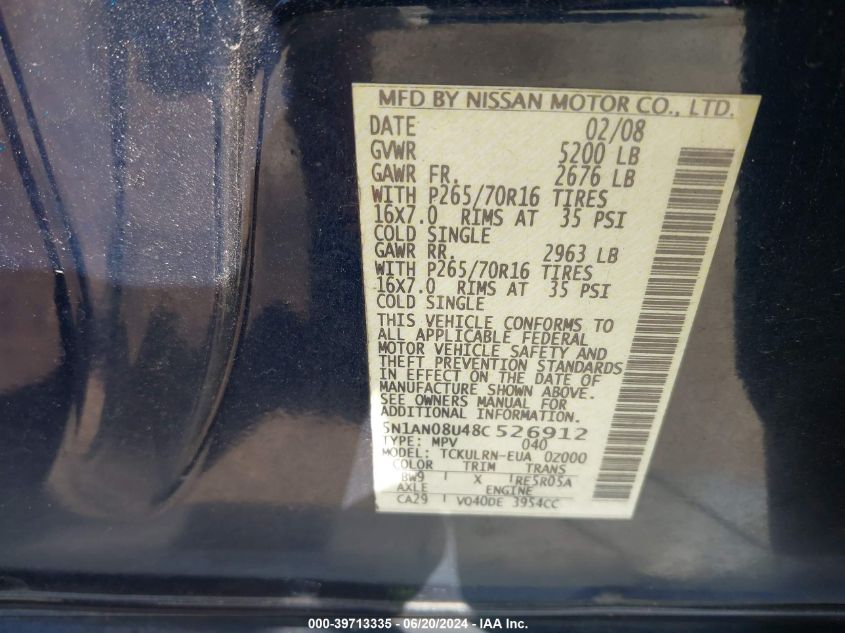 MFD BY NISSAN MOTOR CO., LTD.
DATE 02/08
GVWR 5200 LB
GAWR FR. 2676 LB
WITH P265/70R16 TIRES
16X7.0 RIMS AT 35 PSI
COLD SINGLE
GAWR RR. 2963 LB
WITH P265/70R16 TIRES
16X7.0 RIMS AT 35 PSI
COLD SINGLE
THIS VEHICLE CONFORMS TO
ALL APPLICABLE FEDERAL
MOTOR VEHICLE SAFETY AND
THEFT PREVENTION STANDARDS
IN EFFECT ON THE DATE OF
MANUFACTURE SHOWN ABOVE.
SEE OWNERS MANUAL FOR
ADDITIONAL INFORMATION.
5N1AN08U48C526912
TYPE: MPV 040
MODEL: TCKULRN-EUA 0Z000
COLOR TRIM TRANS
BW9 X RE5R05A
AXLE ENGINE
CA29 VQ40DE 3954CC
000-39713335 - 06/20/2024 - IAA Inc.